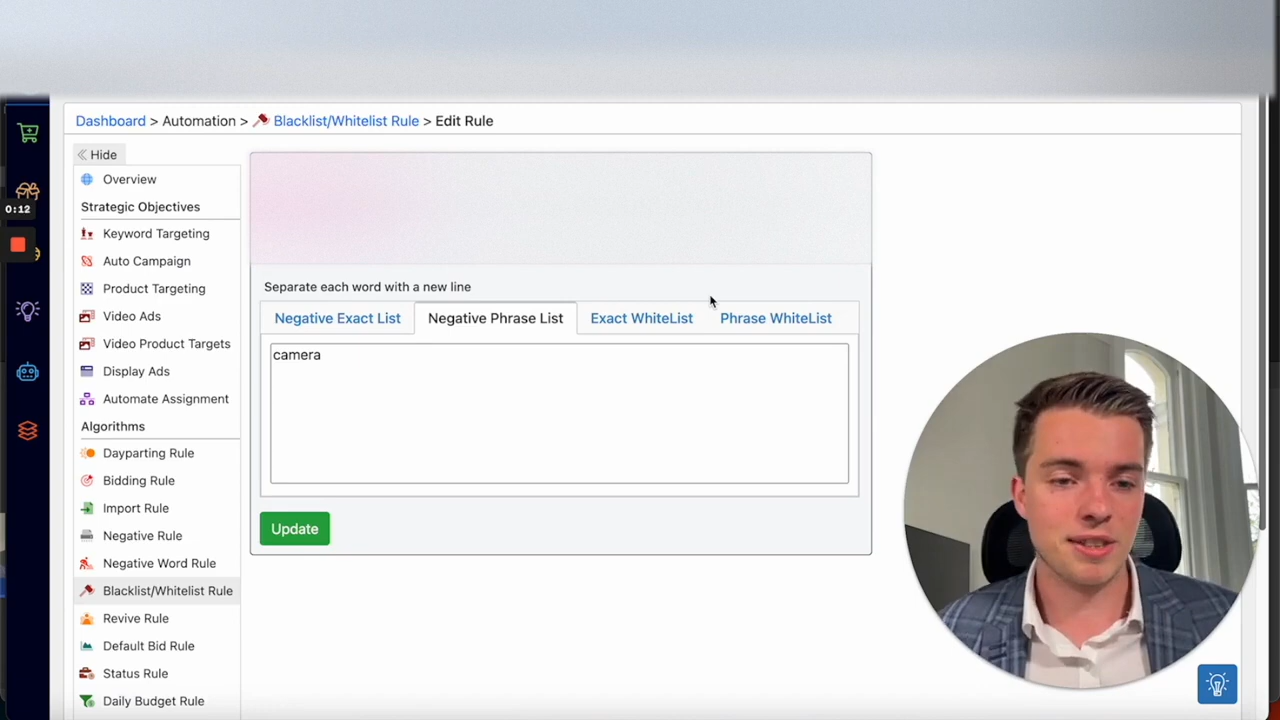 Dashboard > Automation > Blacklist/Whitelist Rule > Edit Rule
Hide
0:12
Overview
Strategic Objectives
Keyword Targeting
Auto Campaign
Product Targeting
Video Ads
Video Product Targets
Display Ads
Automate Assignment
Algorithms
Dayparting Rule
Bidding Rule
Import Rule
Negative Rule
Negative Word Rule
Blacklist/Whitelist Rule
Revive Rule
Default Bid Rule
Status Rule
Daily Budget Rule
Separate each word with a new line
Negative Exact List Negative Phrase List Exact WhiteList Phrase WhiteList
camera
Update